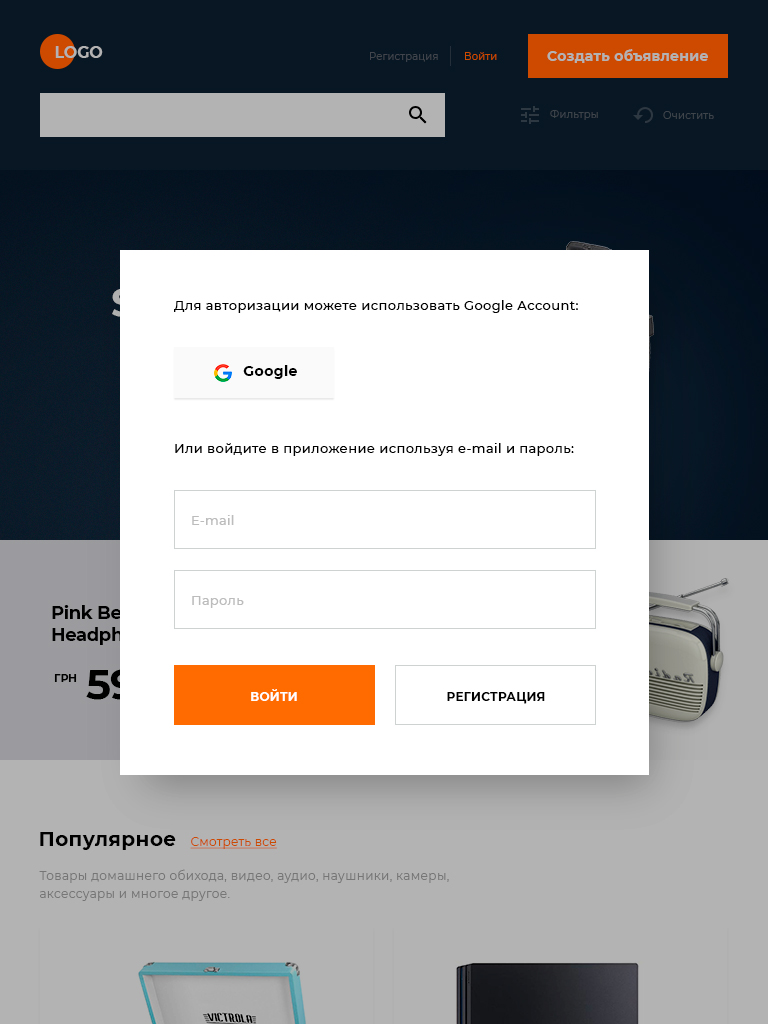 LOGO
Регистрация
Войти
Создать объявление
Фильтры
Очистить
S
Для авторизации можете использовать Google Account:
Google
Или войдите в приложение используя e-mail и пароль:
E-mail
Пароль
ВОЙТИ
РЕГИСТРАЦИЯ
Pink Be
Headph
ГРН 59
Популярное
Смотреть все
Товары домашнего обихода, видео, аудио, наушники, камеры,
аксессуары и многое другое.
VICTROLA